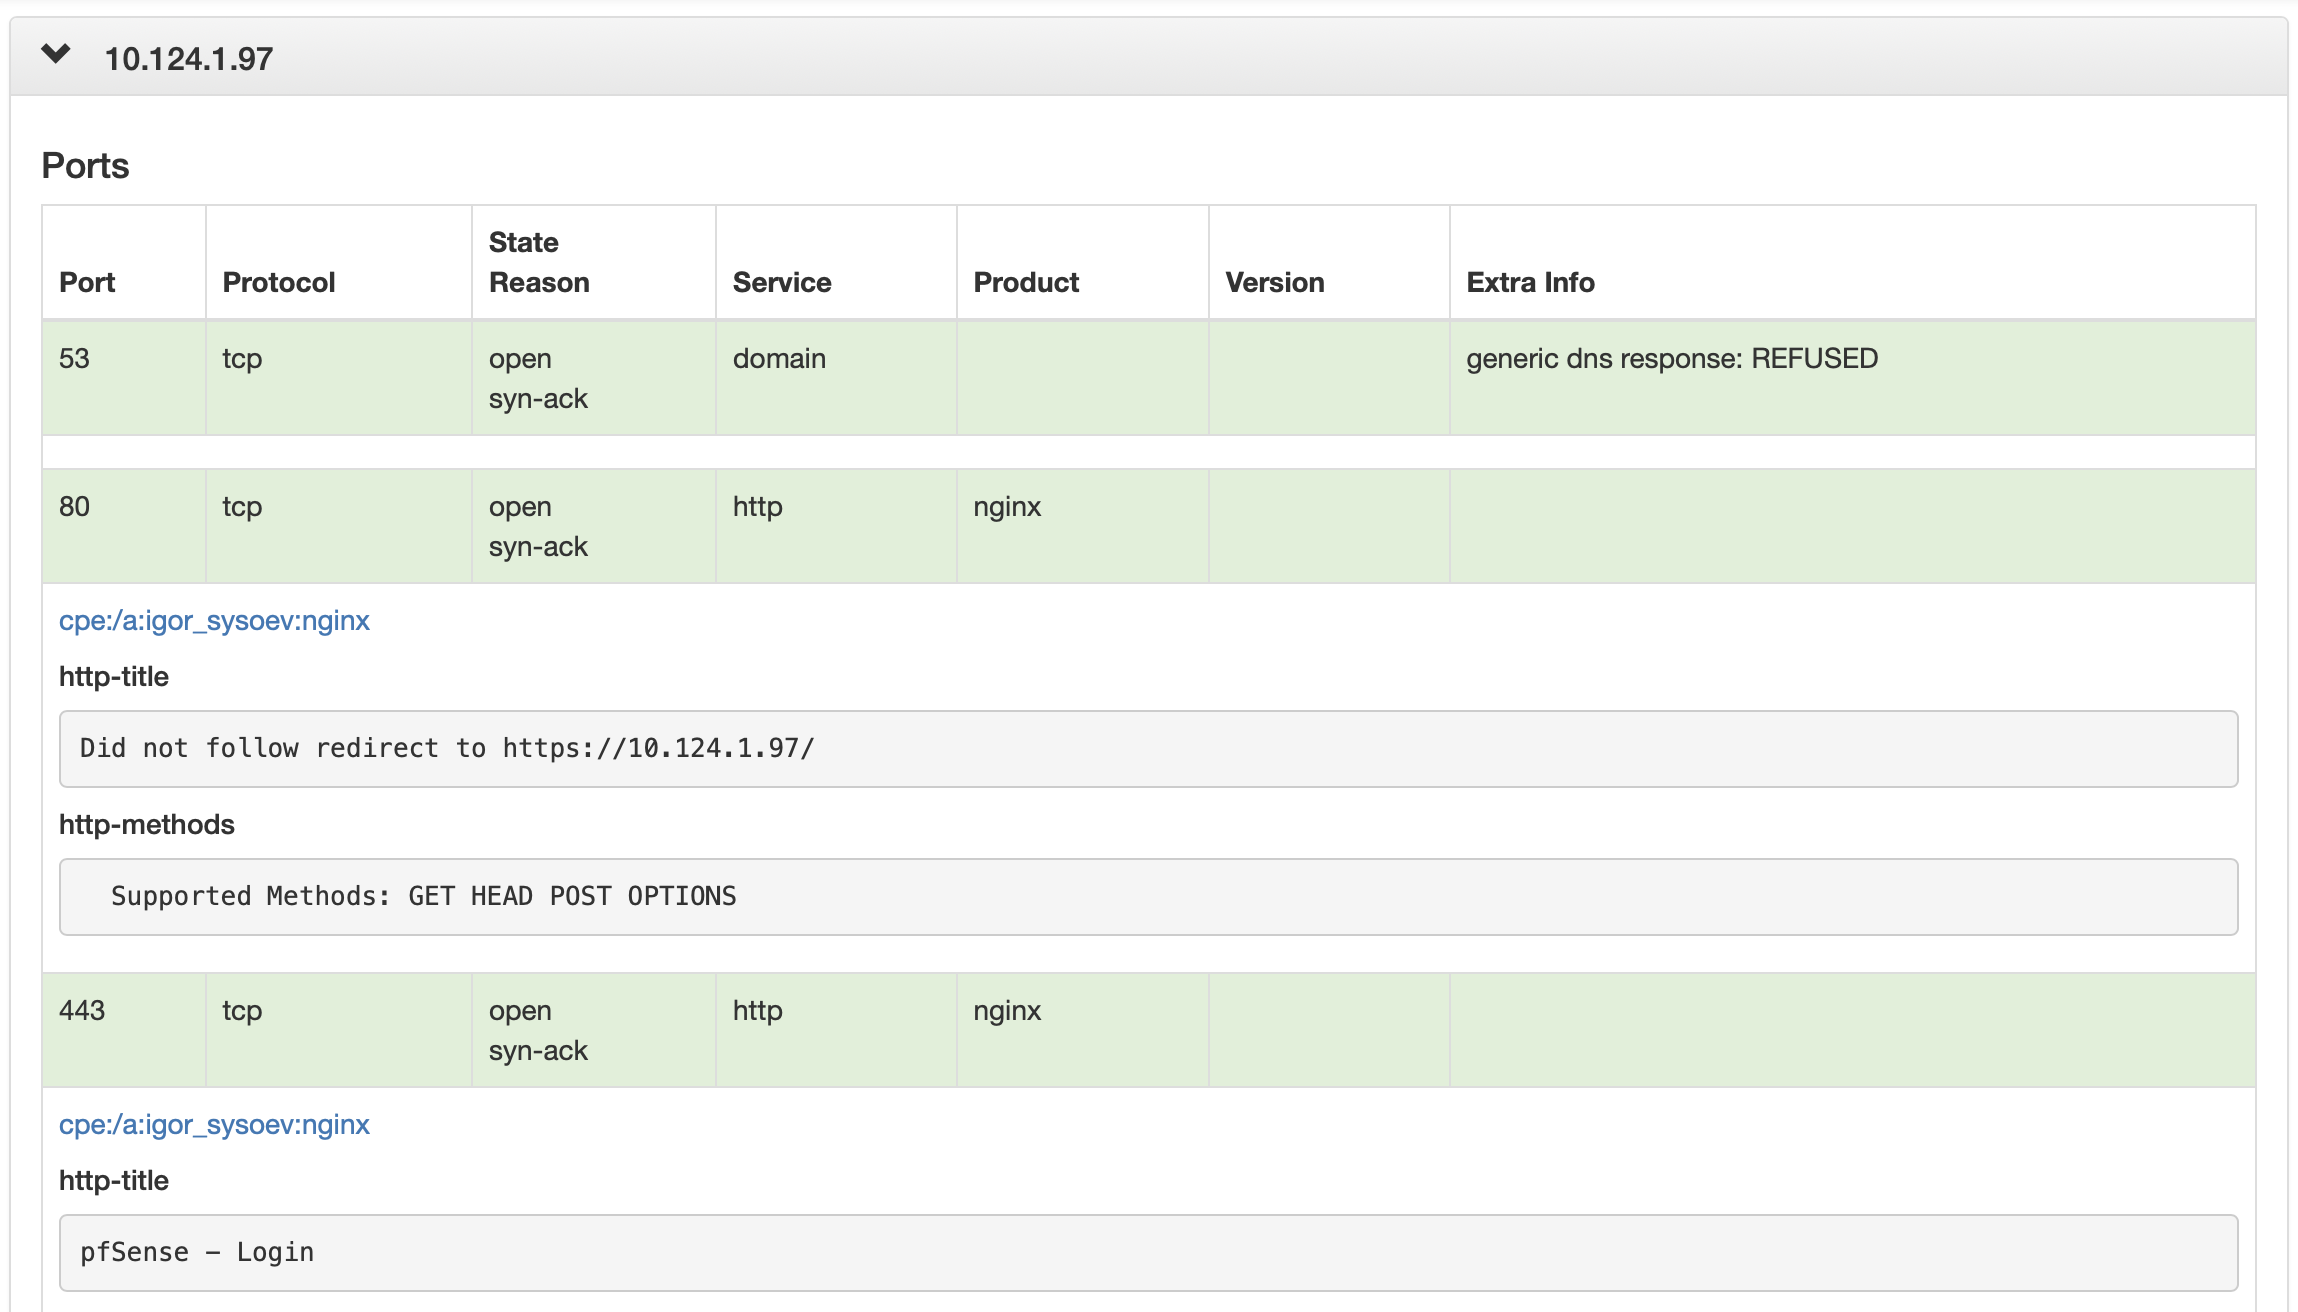 10.124.1.97
Ports
Port Protocol State Reason Service Product Version Extra Info
53 tcp open syn-ack domain generic dns response: REFUSED
80 tcp open syn-ack http nginx
cpe:/a:igor_sysoev:nginx
http-title
Did not follow redirect to https://10.124.1.97/
http-methods
Supported Methods: GET HEAD POST OPTIONS
443 tcp open syn-ack http nginx
cpe:/a:igor_sysoev:nginx
http-title
pfSense – Login